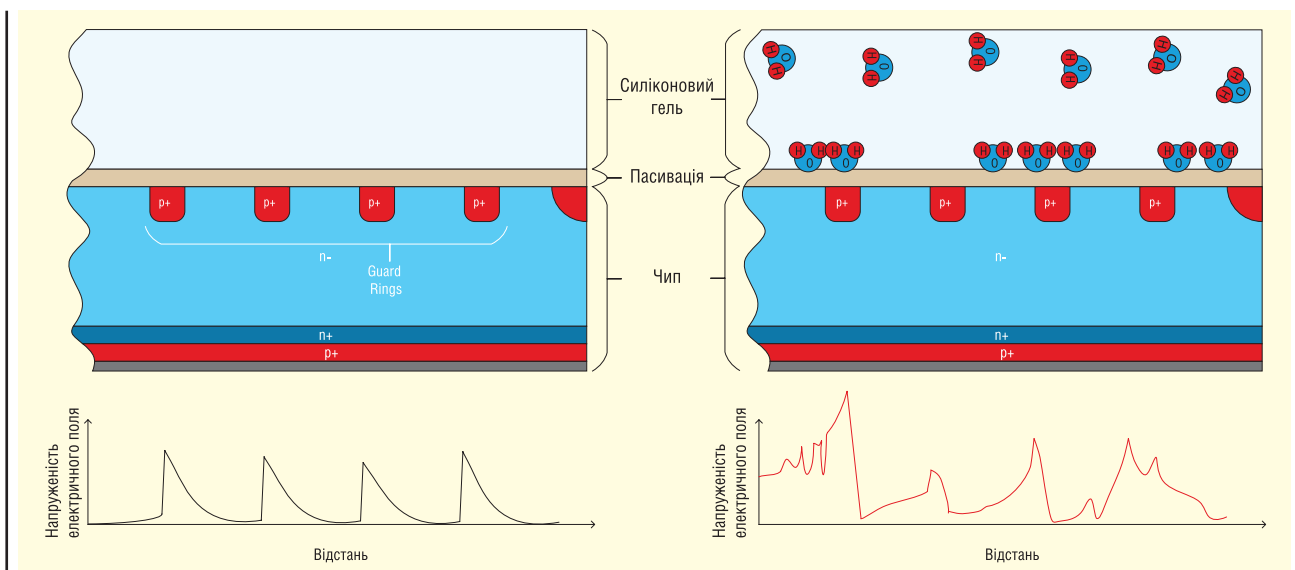 Силіконовий
гель
Пасивація
Чип
p+ p+ p+ p+
n-
Guard
Rings
n+
p+
H O H
H O H
H O H
H O H
H O H
H O H
H O H H O H
H O H H O H H O H
H O H H O H
p+ p+ p+ p+
n-
n+
p+
Напруженість
електричного поля
Відстань
Напруженість
електричного поля
Відстань